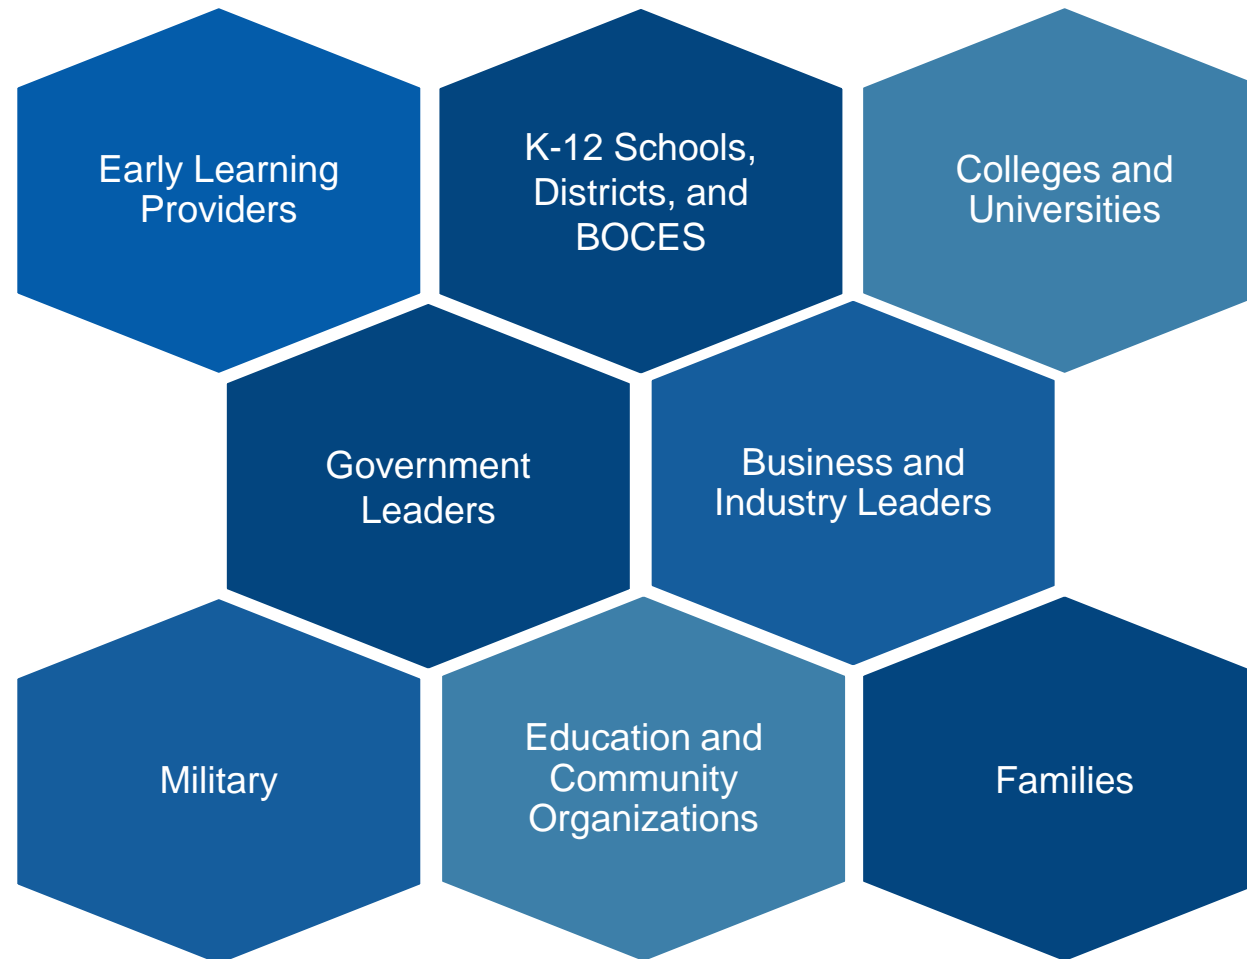 Early Learning
Providers
K-12 Schools,
Districts, and
BOCES
Colleges and
Universities
Government
Leaders
Business and
Industry Leaders
Military
Education and
Community
Organizations
Families